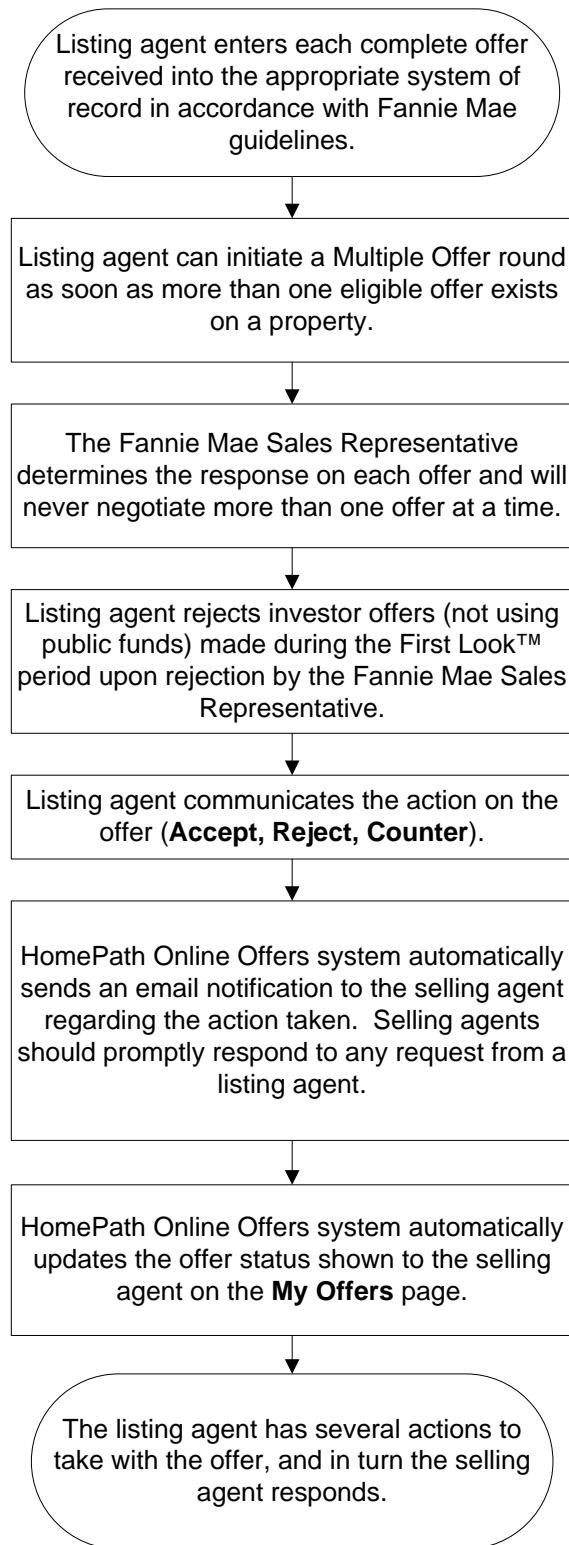 Listing agent enters each complete offer
received into the appropriate system of
record in accordance with Fannie Mae
guidelines.
Listing agent can initiate a Multiple Offer round
as soon as more than one eligible offer exists
on a property.
The Fannie Mae Sales Representative
determines the response on each offer and will
never negotiate more than one offer at a time.
Listing agent rejects investor offers (not using
public funds) made during the First Look™
period upon rejection by the Fannie Mae Sales
Representative.
Listing agent communicates the action on the
offer (Accept, Reject, Counter).
HomePath Online Offers system automatically
sends an email notification to the selling agent
regarding the action taken.  Selling agents
should promptly respond to any request from a
listing agent.
HomePath Online Offers system automatically
updates the offer status shown to the selling
agent on the My Offers page.
The listing agent has several actions to
take with the offer, and in turn the selling
agent responds.